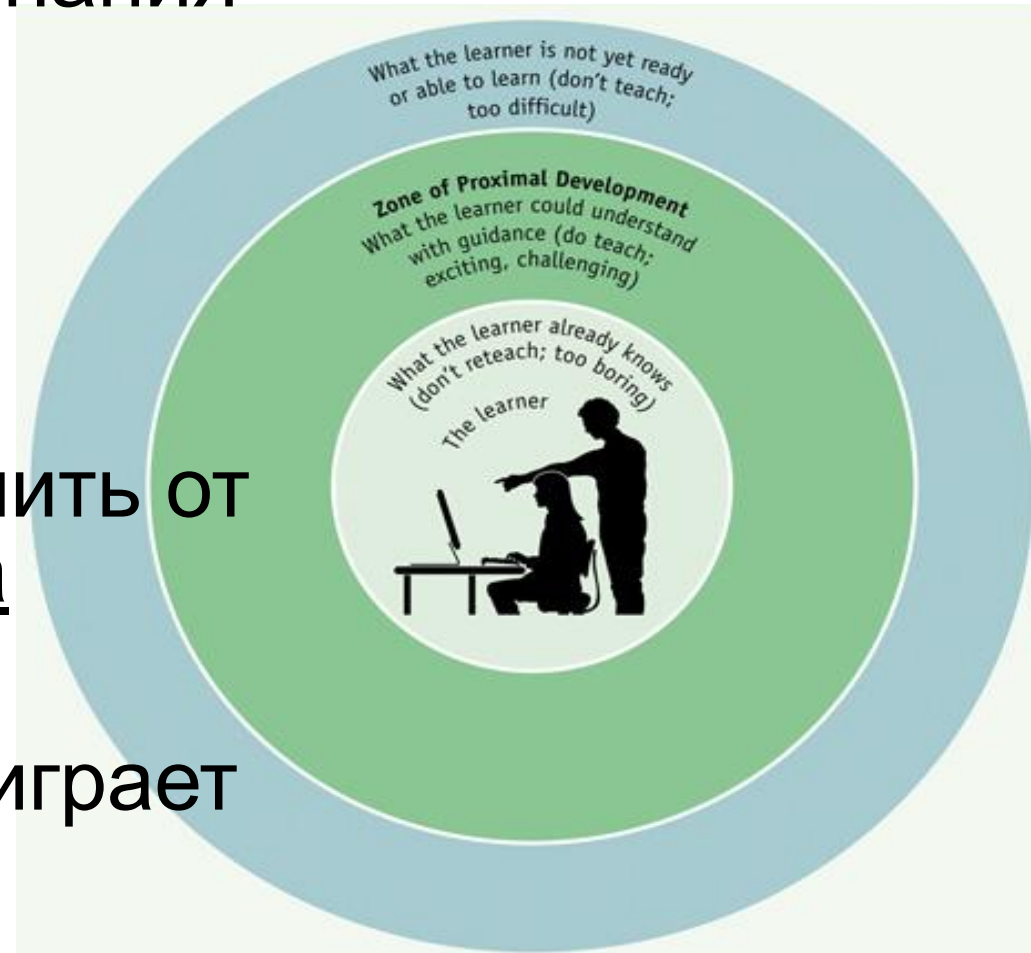 What the learner is not yet ready
or able to learn (don't teach;
too difficult)
Zone of Proximal Development
What the learner could understand
with guidance (do teach;
exciting, challenging)
What the learner already knows
(don't reteach; too boring)
The learner
от
играет